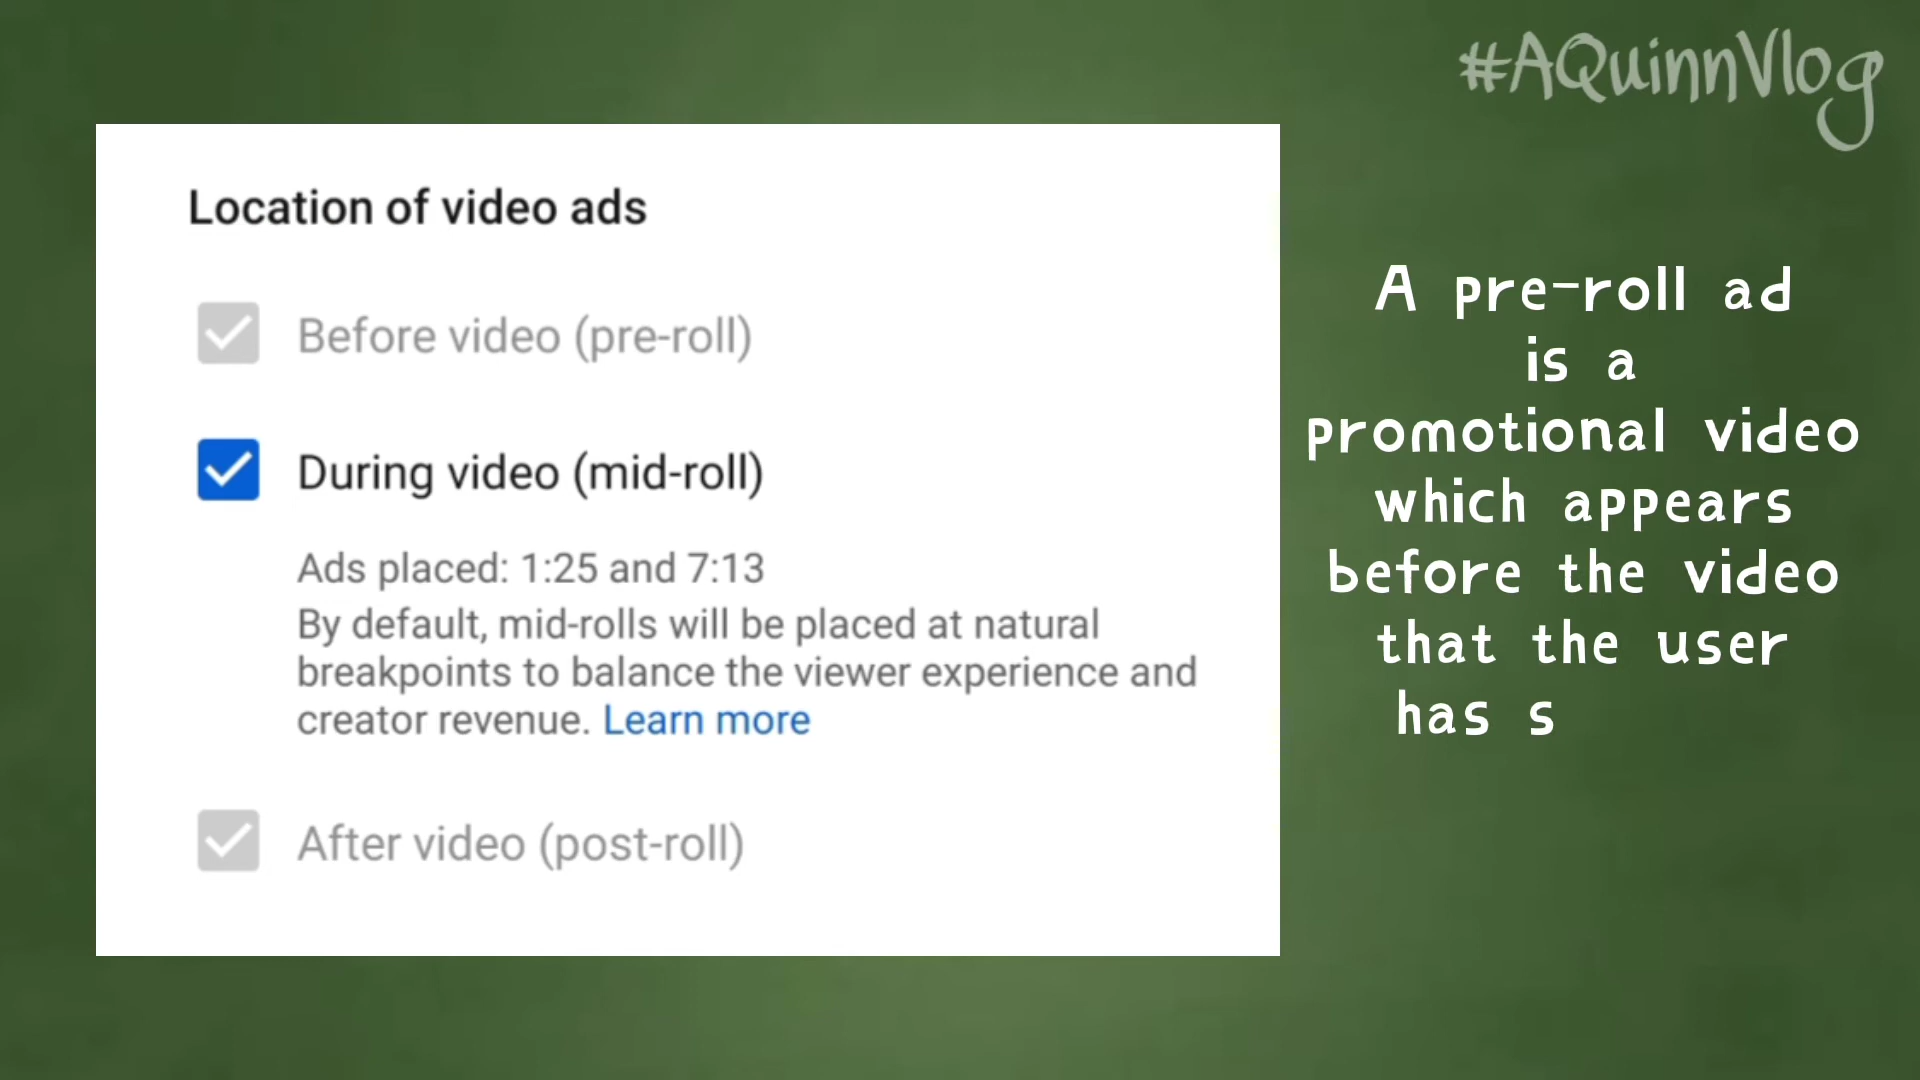 #AQuinnVlog
Location of video ads
Before video (pre-roll)
During video (mid-roll)
Ads placed: 1:25 and 7:13
By default, mid-rolls will be placed at natural
breakpoints to balance the viewer experience and
creator revenue. Learn more
After video (post-roll)
A pre-roll ad
is a
promotional video
which appears
before the video
that the user
has s